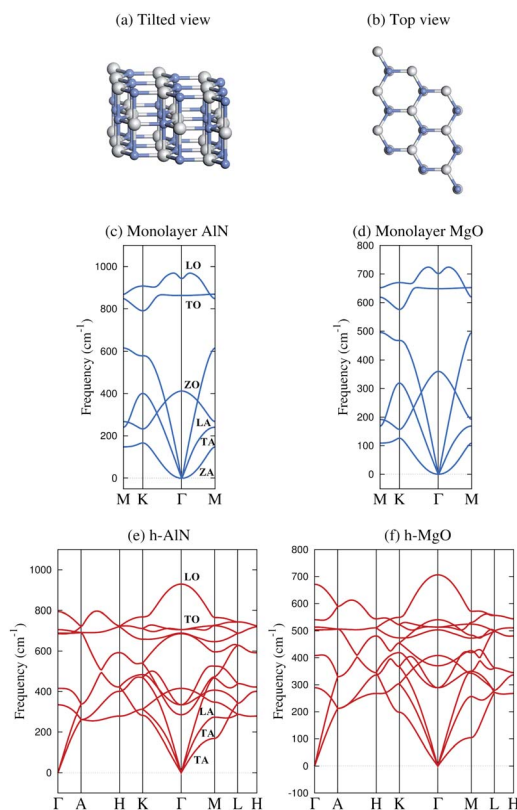 (a) Tilted view
(b) Top view
(c) Monolayer AlN
1000
800
600
400
200
0
Frequency (cm⁻¹)
LO
TO
ZO
LA
TA
ZA
M K Γ M
(d) Monolayer MgO
800
700
600
500
400
300
200
100
0
Frequency (cm⁻¹)
M K Γ M
(e) h-AlN
1000
800
600
400
200
0
Frequency (cm⁻¹)
LO
TO
LA
TA
TA
Γ A H K Γ M L H
(f) h-MgO
800
700
600
500
400
300
200
100
0
-100
Frequency (cm⁻¹)
Γ A H K Γ M L H